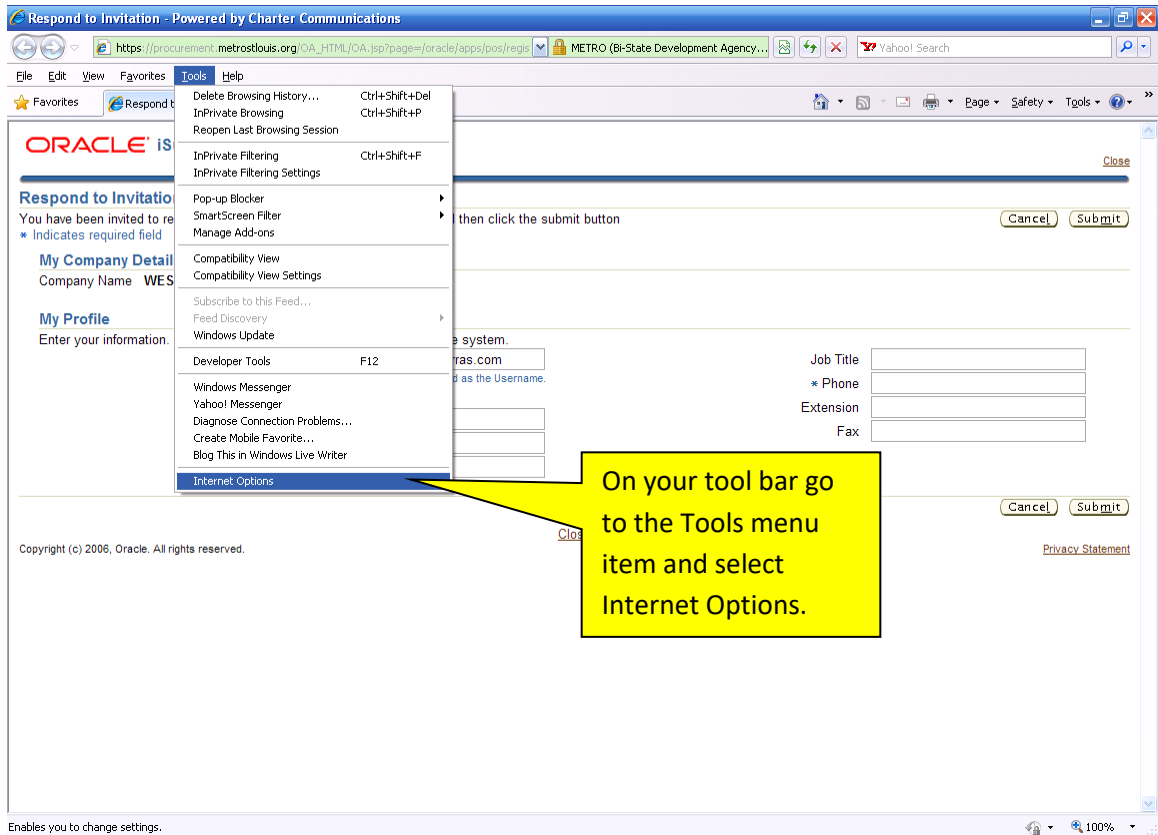 Respond to Invitation - Powered by Charter Communications
https://procurement.metrostlouis.org/OA_HTML/OA.jsp?page=/oracle/apps/pos/regis
METRO (Bi-State Development Agency...
Yahoo! Search
File Edit View Favorites Tools Help
Favorites
Respond t
Page Safety Tools
Delete Browsing History... Ctrl+Shift+Del
InPrivate Browsing Ctrl+Shift+P
Reopen Last Browsing Session
InPrivate Filtering Ctrl+Shift+F
InPrivate Filtering Settings
Pop-up Blocker
SmartScreen Filter
Manage Add-ons
Compatibility View
Compatibility View Settings
Subscribe to this Feed...
Feed Discovery
Windows Update
Developer Tools F12
Windows Messenger
Yahoo! Messenger
Diagnose Connection Problems...
Create Mobile Favorite...
Blog This in Windows Live Writer
Internet Options
ORACLE iS
Close
Respond to Invitatio
You have been invited to re
then click the submit button
Cancel Submit
* Indicates required field
My Company Detail
Company Name WES
My Profile
Enter your information.
e system.
ras.com
d as the Username.
Job Title
* Phone
Extension
Fax
On your tool bar go
to the Tools menu
item and select
Internet Options.
Cancel Submit
Clos
Copyright (c) 2006, Oracle. All rights reserved.
Privacy Statement
Enables you to change settings.
100%